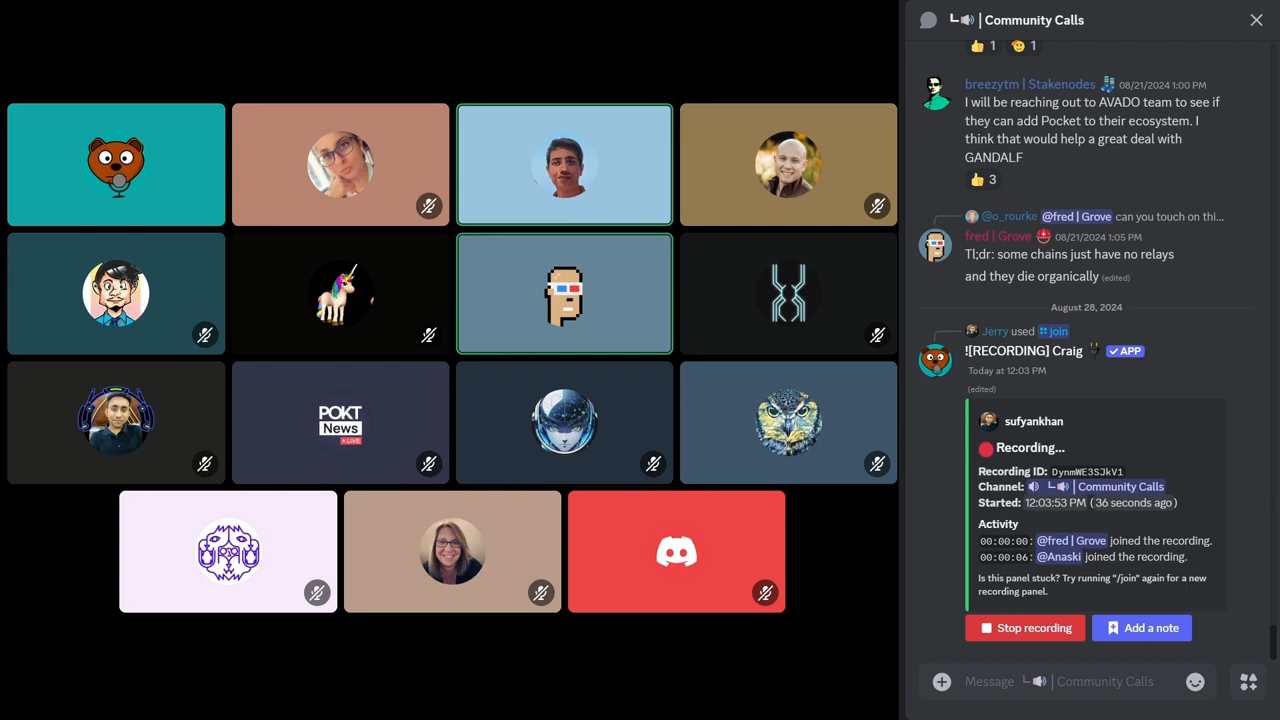 POKT
News
LIVE
Community Calls
1 1
breezytm | Stakenodes 08/21/2024 1:00 PM
I will be reaching out to AVADO team to see if
they can add Pocket to their ecosystem. I
think that would help a great deal with
GANDALF
3
@o_rourke @fred | Grove can you touch on thi...
fred | Grove 08/21/2024 1:05 PM
Tl;dr: some chains just have no relays
and they die organically (edited)
August 28, 2024
Jerry used join
![RECORDING] Craig APP
Today at 12:03 PM
(edited)
sufyankhan
Recording...
Recording ID: DynmWE3SJkV1
Channel: Community Calls
Started: 12:03:53 PM (36 seconds ago)
Activity
00:00:00: @fred | Grove joined the recording.
00:00:06: @Anaski joined the recording.
Is this panel stuck? Try running "/join" again for a new
recording panel.
Stop recording Add a note
Message Community Calls